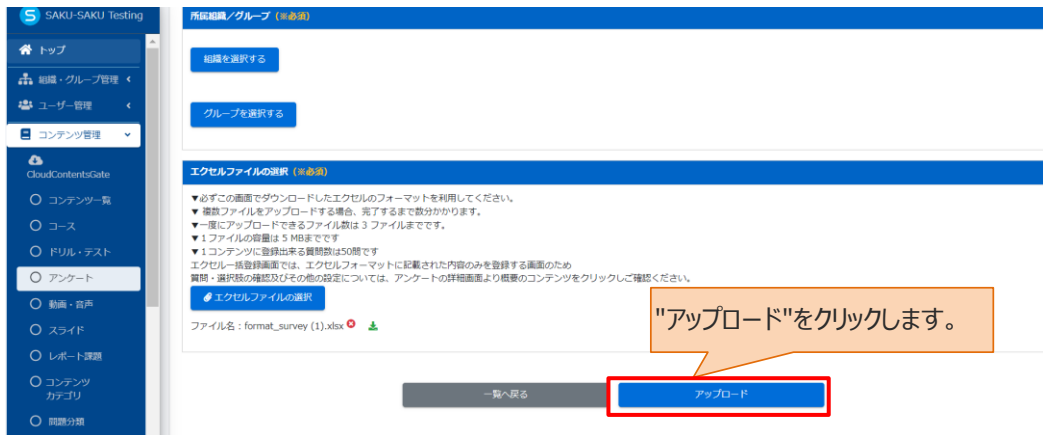 SAKU-SAKU Testing
トップ
組織・グループ管理
ユーザー管理
コンテンツ管理
CloudContentsGate
コンテンツ一覧
コース
ドリル・テスト
アンケート
動画・音声
スライド
レポート課題
コンテンツ
カテゴリ
問題分類
所属組織／グループ（※必須）
組織を選択する
グループを選択する
エクセルファイルの選択（※必須）
▼必ずこの画面でダウンロードしたエクセルのフォーマットを利用してください。
▼ 複数ファイルをアップロードする場合、完了するまで数分かかります。
▼一度にアップロードできるファイル数は 3 ファイルまでです。
▼１ファイルの容量は 5 MBまでです
▼１コンテンツに登録出来る質問数は50問です
エクセル一括登録画面では、エクセルフォーマットに記載された内容のみを登録する画面のため
質問・選択肢の確認及びその他の設定については、アンケートの詳細画面より概要のコンテンツをクリックしご確認ください。
エクセルファイルの選択
ファイル名：format_survey (1).xlsx
"アップロード"をクリックします。
一覧へ戻る
アップロード